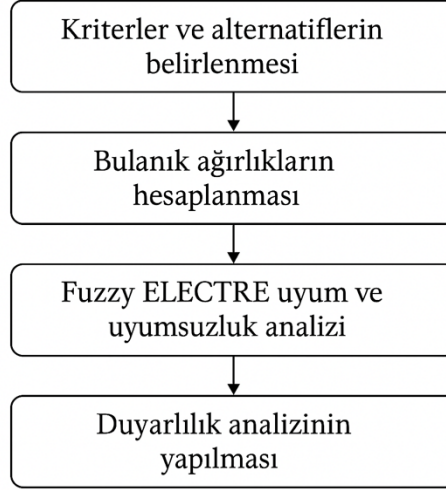 Kriterler ve alternatiflerin
belirlenmesi
Bulanık ağırlıkların
hesaplanması
Fuzzy ELECTRE uyum ve
uyumsuzluk analizi
Duyarlılık analizinin
yapılması